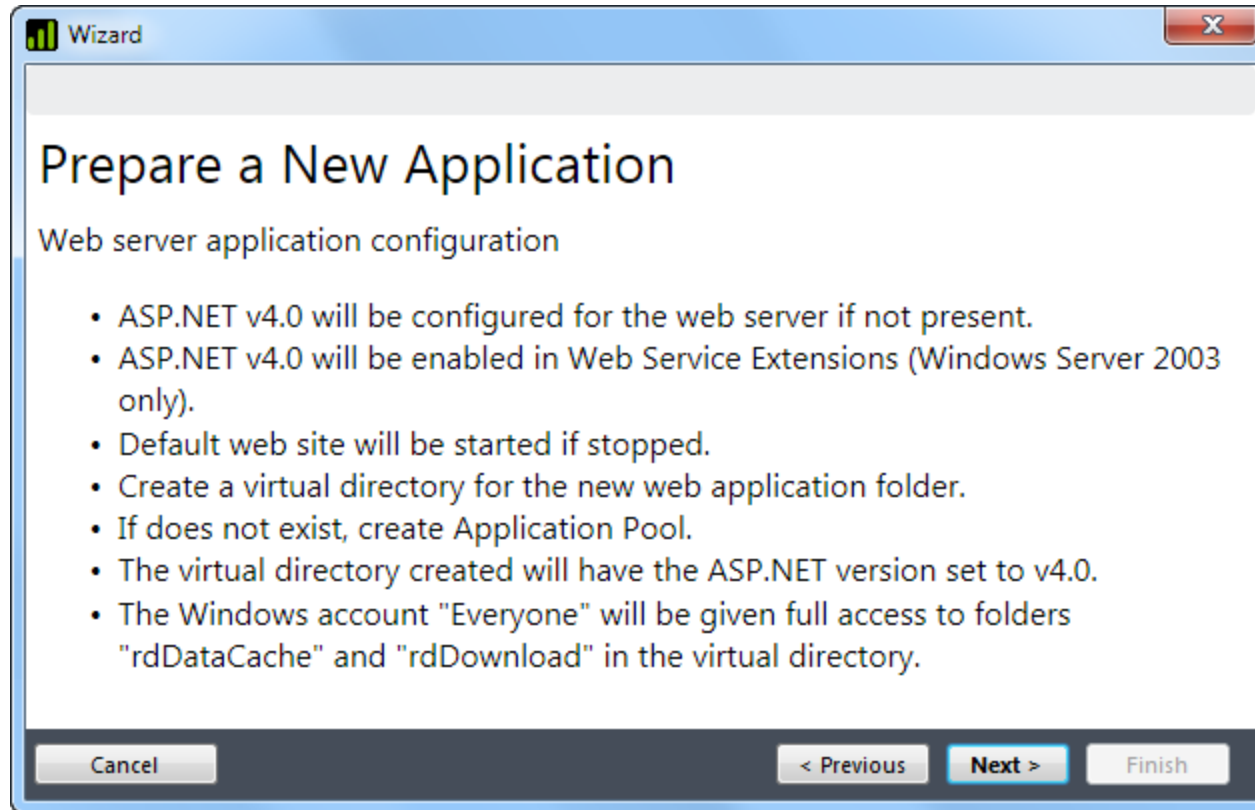 Wizard
Prepare a New Application
Web server application configuration
• ASP.NET v4.0 will be configured for the web server if not present.
• ASP.NET v4.0 will be enabled in Web Service Extensions (Windows Server 2003
only).
• Default web site will be started if stopped.
• Create a virtual directory for the new web application folder.
• If does not exist, create Application Pool.
• The virtual directory created will have the ASP.NET version set to v4.0.
• The Windows account "Everyone" will be given full access to folders
"rdDataCache" and "rdDownload" in the virtual directory.
Cancel
< Previous
Next >
Finish